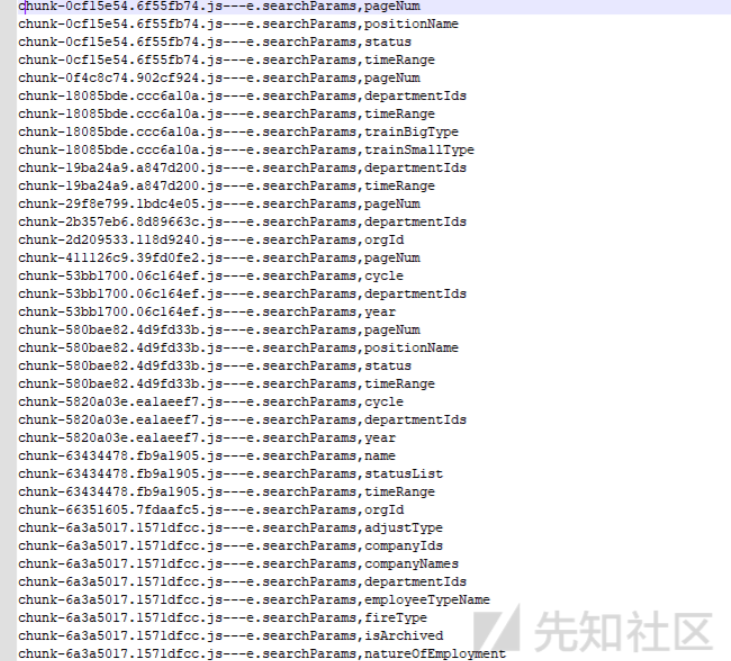 chunk-0cf15e54.6f55fb74.js---e.searchParams,pageNum
chunk-0cf15e54.6f55fb74.js---e.searchParams,positionName
chunk-0cf15e54.6f55fb74.js---e.searchParams,status
chunk-0cf15e54.6f55fb74.js---e.searchParams,timeRange
chunk-0f4c8c74.902cf924.js---e.searchParams,pageNum
chunk-18085bde.ccc6a10a.js---e.searchParams,departmentIds
chunk-18085bde.ccc6a10a.js---e.searchParams,timeRange
chunk-18085bde.ccc6a10a.js---e.searchParams,trainBigType
chunk-18085bde.ccc6a10a.js---e.searchParams,trainSmallType
chunk-19ba24a9.a847d200.js---e.searchParams,departmentIds
chunk-19ba24a9.a847d200.js---e.searchParams,timeRange
chunk-29f8e799.1bdc4e05.js---e.searchParams,pageNum
chunk-2b357eb6.8d89663c.js---e.searchParams,departmentIds
chunk-2d209533.118d9240.js---e.searchParams,orgId
chunk-411126c9.39fd0fe2.js---e.searchParams,pageNum
chunk-53bb1700.06c164ef.js---e.searchParams,cycle
chunk-53bb1700.06c164ef.js---e.searchParams,departmentIds
chunk-53bb1700.06c164ef.js---e.searchParams,year
chunk-580bae82.4d9fd33b.js---e.searchParams,pageNum
chunk-580bae82.4d9fd33b.js---e.searchParams,positionName
chunk-580bae82.4d9fd33b.js---e.searchParams,status
chunk-580bae82.4d9fd33b.js---e.searchParams,timeRange
chunk-5820a03e.ea1aeef7.js---e.searchParams,cycle
chunk-5820a03e.ea1aeef7.js---e.searchParams,departmentIds
chunk-5820a03e.ea1aeef7.js---e.searchParams,year
chunk-63434478.fb9a1905.js---e.searchParams,name
chunk-63434478.fb9a1905.js---e.searchParams,statusList
chunk-63434478.fb9a1905.js---e.searchParams,timeRange
chunk-66351605.7fdaafc5.js---e.searchParams,orgId
chunk-6a3a5017.1571dfcc.js---e.searchParams,adjustType
chunk-6a3a5017.1571dfcc.js---e.searchParams,companyIds
chunk-6a3a5017.1571dfcc.js---e.searchParams,companyNames
chunk-6a3a5017.1571dfcc.js---e.searchParams,departmentIds
chunk-6a3a5017.1571dfcc.js---e.searchParams,employeeTypeName
chunk-6a3a5017.1571dfcc.js---e.searchParams,fireType
chunk-6a3a5017.1571dfcc.js---e.searchParams,isArchived
chunk-6a3a5017.1571dfcc.js---e.searchParams,natureOfEmployment
先知社区